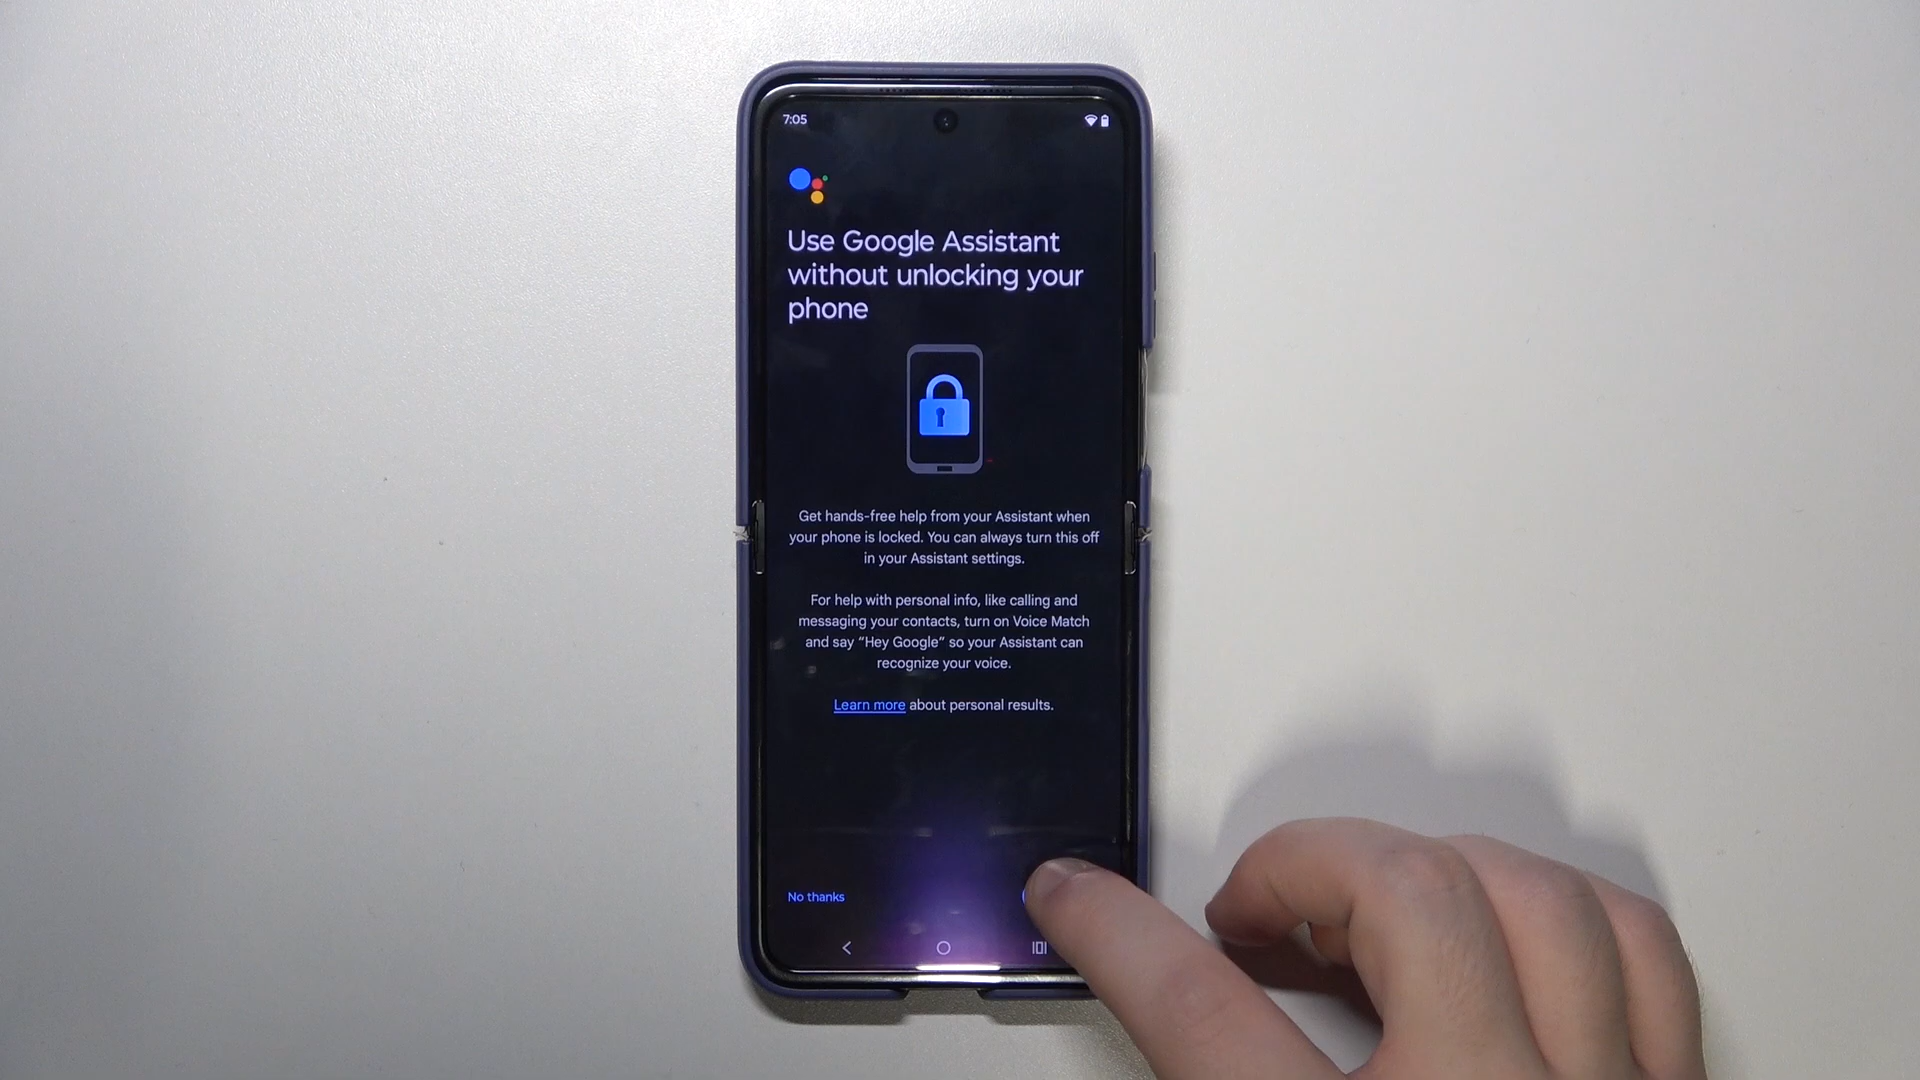 7:05
Use Google Assistant
without unlocking your
phone
Get hands-free help from your Assistant when
your phone is locked. You can always turn this off
in your Assistant settings.
For help with personal info, like calling and
messaging your contacts, turn on Voice Match
and say “Hey Google” so your Assistant can
recognize your voice.
Learn more about personal results.
No thanks